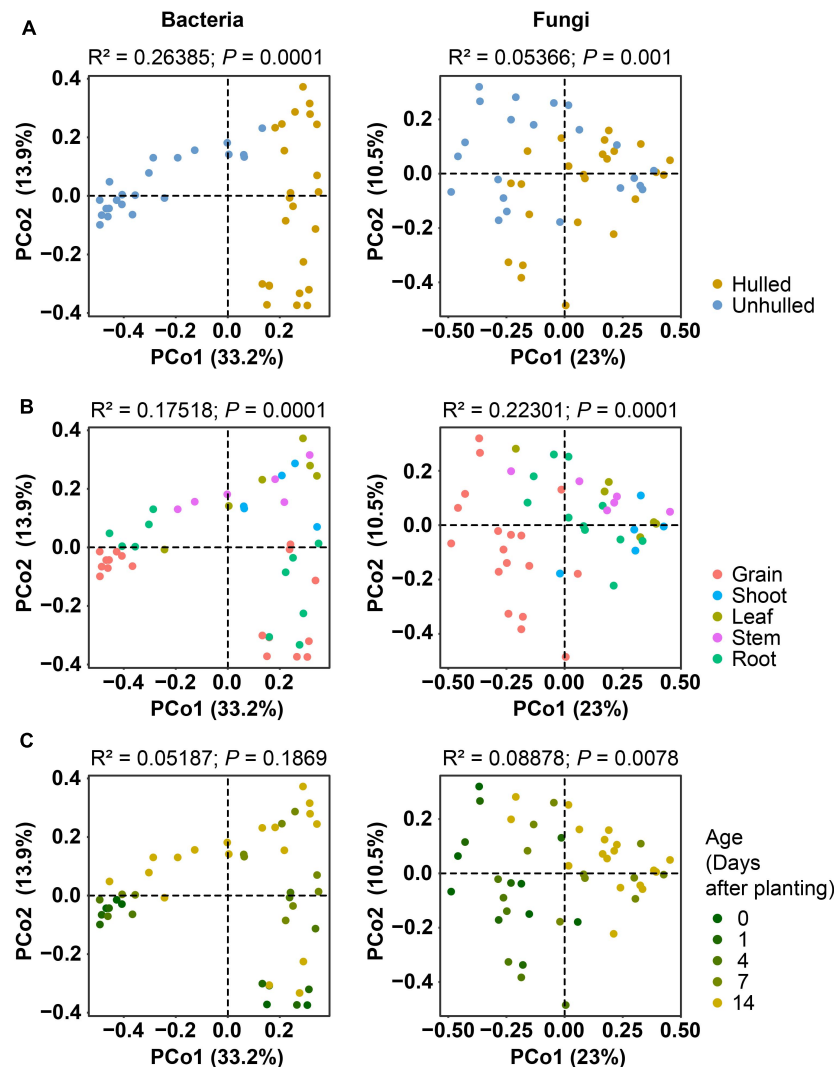 Bacteria
Fungi
A
R² = 0.26385; P = 0.0001
R² = 0.05366; P = 0.001
0.4
0.2
0.0
−0.2
−0.4
PCo2 (13.9%)
−0.4
−0.2
0.0
0.2
PCo1 (33.2%)
0.2
0.0
−0.2
−0.4
PCo2 (10.5%)
−0.50
−0.25
0.00
0.25
0.50
PCo1 (23%)
Hulled
Unhulled
B
R² = 0.17518; P = 0.0001
R² = 0.22301; P = 0.0001
0.4
0.2
0.0
−0.2
−0.4
PCo2 (13.9%)
−0.4
−0.2
0.0
0.2
PCo1 (33.2%)
0.2
0.0
−0.2
−0.4
PCo2 (10.5%)
−0.50
−0.25
0.00
0.25
0.50
PCo1 (23%)
Grain
Shoot
Leaf
Stem
Root
C
R² = 0.05187; P = 0.1869
R² = 0.08878; P = 0.0078
0.4
0.2
0.0
−0.2
−0.4
PCo2 (13.9%)
−0.4
−0.2
0.0
0.2
PCo1 (33.2%)
0.2
0.0
−0.2
−0.4
PCo2 (10.5%)
−0.50
−0.25
0.00
0.25
0.50
PCo1 (23%)
Age
(Days
after planting)
0
1
4
7
14